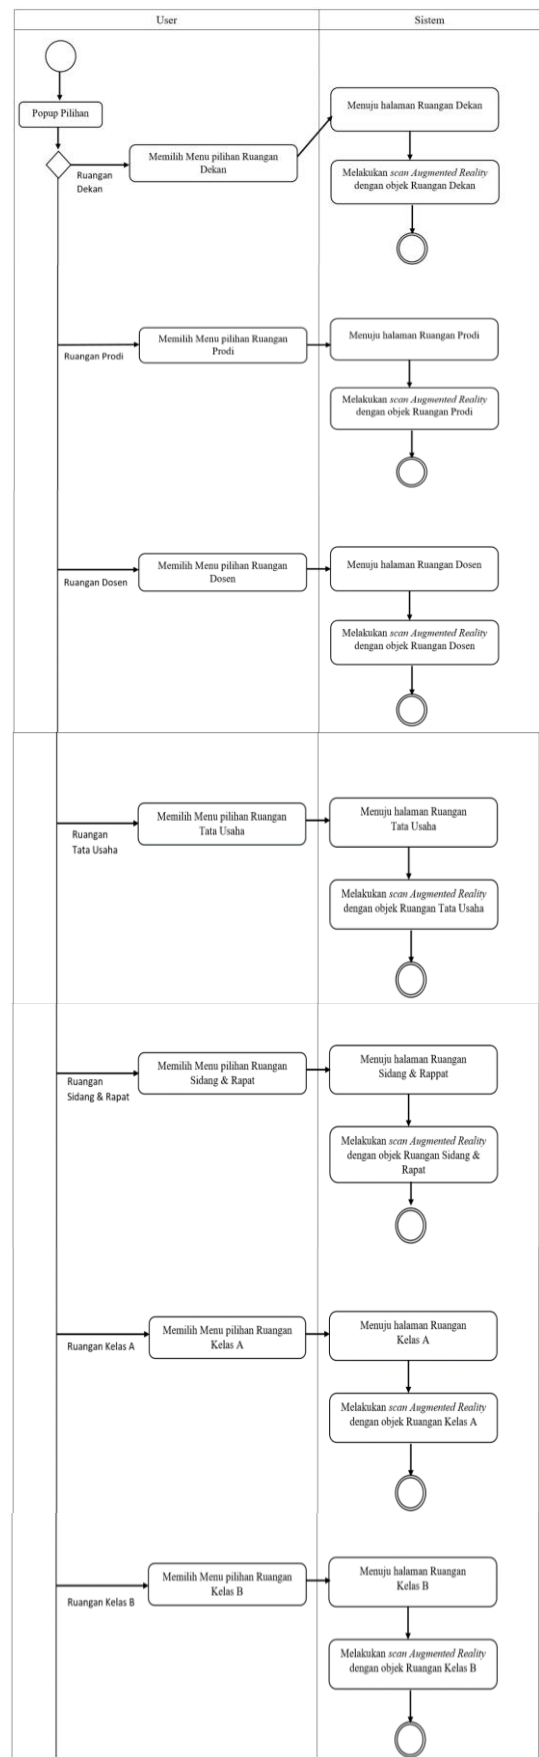 User
Sistem
Popup Pilihan
Ruangan
Dekan
Memilih Menu pilihan Ruangan
Dekan
Menuju halaman Ruangan Dekan
Melakukan scan Augmented Reality
dengan objek Ruangan Dekan
Ruangan Prodi
Memilih Menu pilihan Ruangan
Prodi
Menuju halaman Ruangan Prodi
Melakukan scan Augmented Reality
dengan objek Ruangan Prodi
Ruangan Dosen
Memilih Menu pilihan Ruangan
Dosen
Menuju halaman Ruangan Dosen
Melakukan scan Augmented Reality
dengan objek Ruangan Dosen
Ruangan
Tata Usaha
Memilih Menu pilihan Ruangan
Tata Usaha
Menuju halaman Ruangan
Tata Usaha
Melakukan scan Augmented Reality
dengan objek Ruangan Tata Usaha
Ruangan
Sidang & Rapat
Memilih Menu pilihan Ruangan
Sidang & Rapat
Menuju halaman Ruangan
Sidang & Rappat
Melakukan scan Augmented Reality
dengan objek Ruangan Sidang &
Rapat
Ruangan Kelas A
Memilih Menu pilihan Ruangan
Kelas A
Menuju halaman Ruangan
Kelas A
Melakukan scan Augmented Reality
dengan objek Ruangan Kelas A
Ruangan Kelas B
Memilih Menu pilihan Ruangan
Kelas B
Menuju halaman Ruangan
Kelas B
Melakukan scan Augmented Reality
dengan objek Ruangan Kelas B